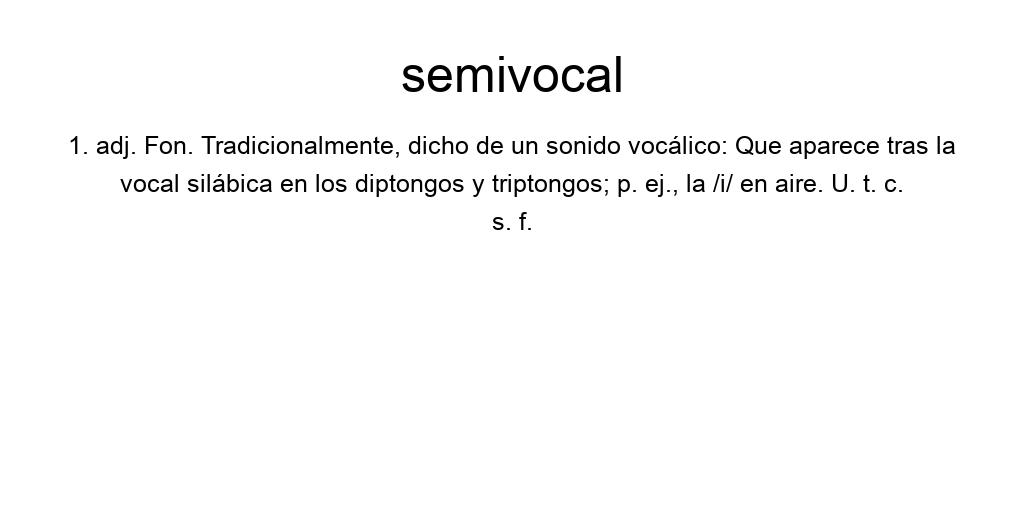 semivocal
1. adj. Fon. Tradicionalmente, dicho de un sonido vocálico: Que aparece tras la
vocal silábica en los diptongos y triptongos; p. ej., la /i/ en aire. U. t. c.
s. f.